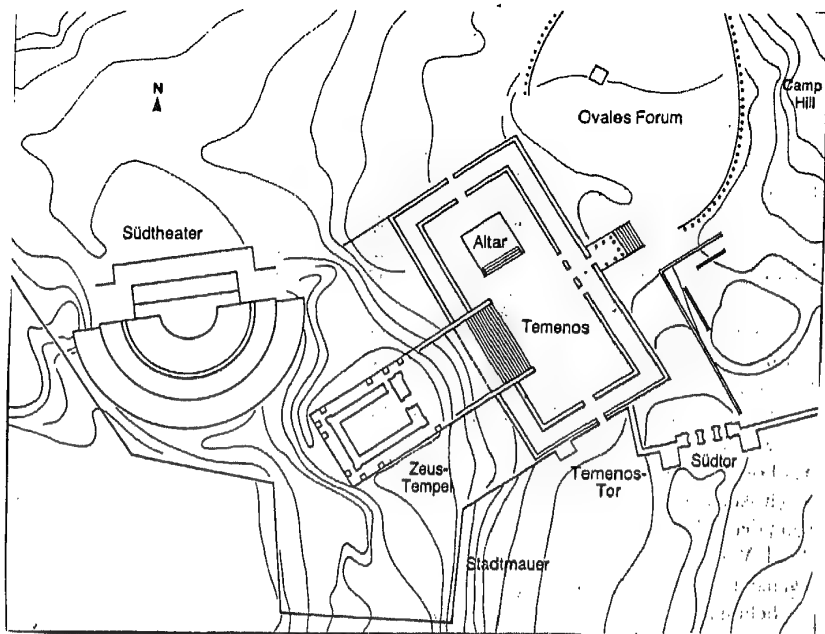 N
Ovales Forum
Camp
Hill
Südtheater
Altar
Temenos
Zeus-
Tempel
Temenos-
Tor
Südtor
Stadtmauer